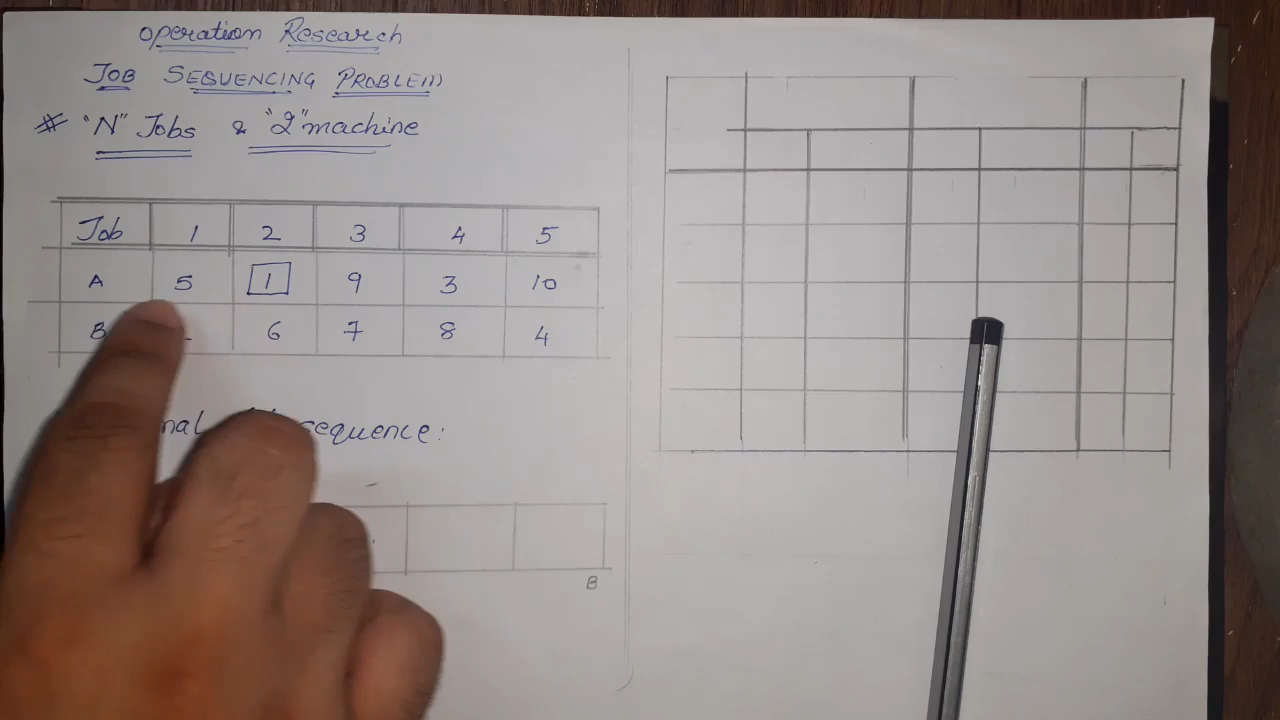 Operation Research
JOB SEQUENCING PROBLEM
* "N" Jobs & "2" machine
Job 1 2 3 4 5
A 5 1 9 3 10
B 6 7 8 4
sequence:
B